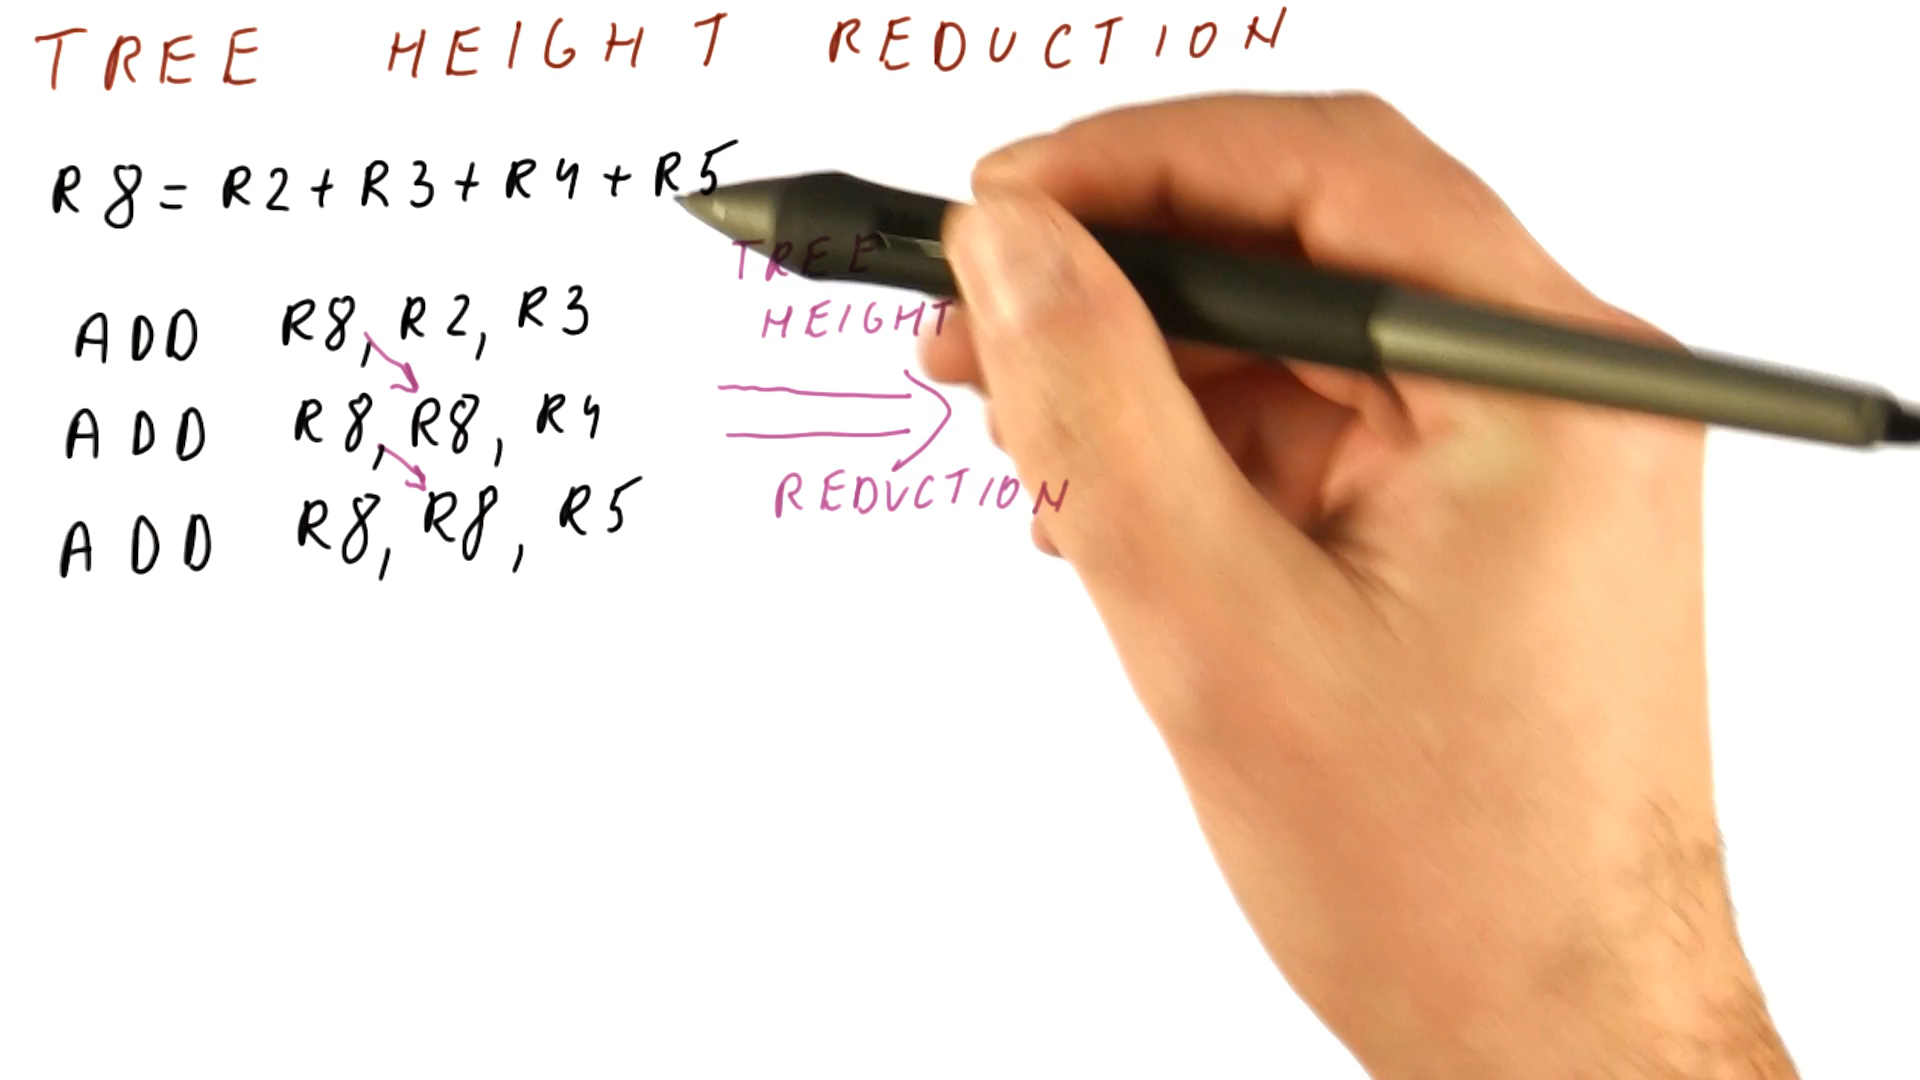 TREE HEIGHT REDUCTION
R8 = R2 + R3 + R4 + R5
ADD R8, R2, R3
ADD R8, R8, R4
ADD R8, R8, R5
TREE
HEIGHT
REDUCTION